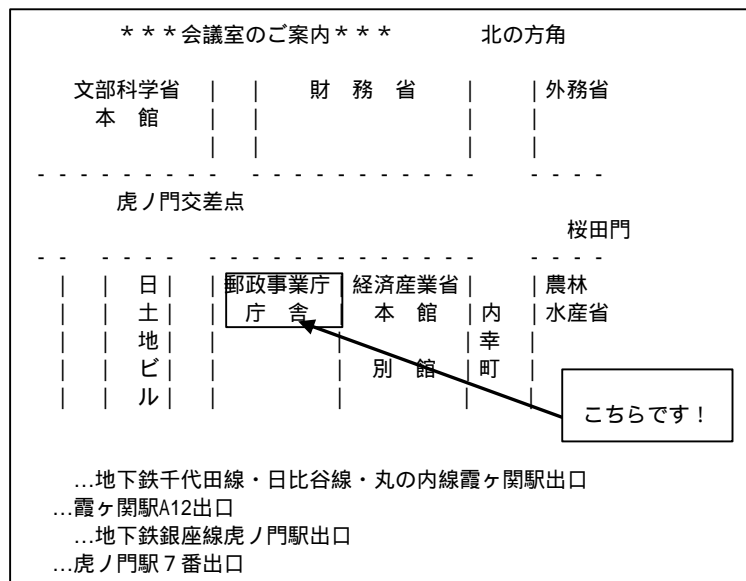 ＊＊＊会議室のご案内＊＊＊　北の方角
文部科学省　|　|　財　務　省　|　|外務省
本　館　|　|　|　|
|　|　|　|
- - - - - - - - -　- - - - - - - - - - -　- - - -
虎ノ門交差点
桜田門
- -　- - - - - - - - - - - - - - - - -　- - - -
|　|　日|　|郵政事業庁　|経済産業省|　|農林
|　|　土|　|庁　舎　|本　館　|内　|水産省
|　|　地|　|　|　|幸|
|　|　ビ|　|　|別　館　|町|
|　|　ル|　|　|　|　|
こちらです！
…地下鉄千代田線・日比谷線・丸の内線霞ヶ関駅出口
…霞ヶ関駅A12出口
…地下鉄銀座線虎ノ門駅出口
…虎ノ門駅７番出口